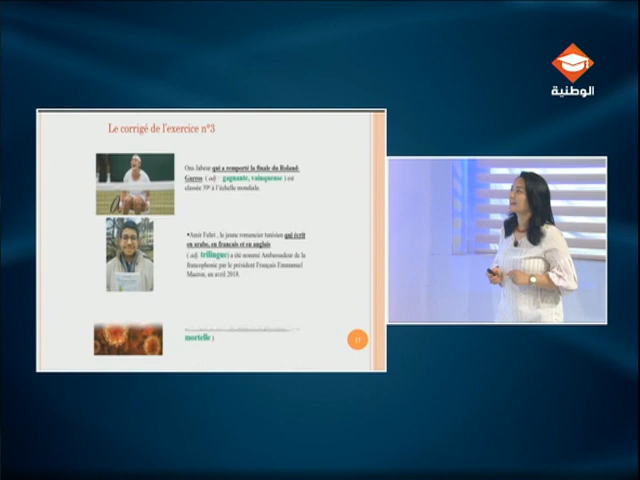 الوطنية
Le corrigé de l'exercice n°3
Ons Jabeur qui a remporté la finale du Roland-
Garros ( adj : gagnante, vainqueuse ) est
classée 39e à l'échelle mondiale.
•Amir Fehri , le jeune romancier tunisien qui écrit
en arabe, en français et en anglais
( adj trilingue) a été nommé Ambassadeur de la
francophonie par le président Français Emmanuel
Macron, en avril 2018.
mortelle )